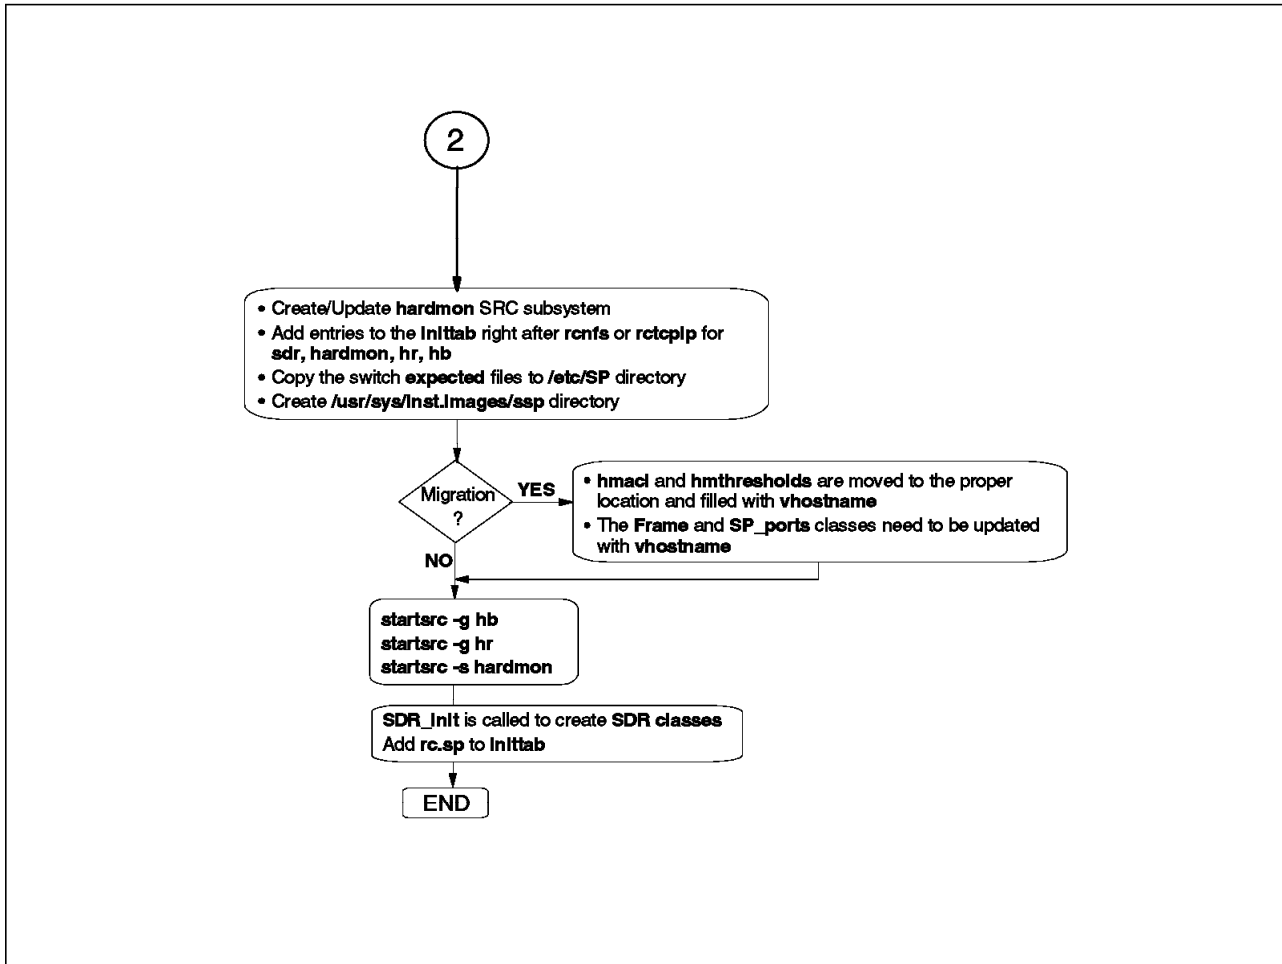 2
• Create/Update hardmon SRC subsystem
• Add entries to the inittab right after rcnfs or rctcpip for
sdr, hardmon, hr, hb
• Copy the switch expected files to /etc/SP directory
• Create /usr/sys/inst.images/ssp directory
Migration
?
YES
• hmacl and hmthresholds are moved to the proper
location and filled with vhostname
• The Frame and SP_ports classes need to be updated
with vhostname
NO
startsrc -g hb
startsrc -g hr
startsrc -s hardmon
SDR_init is called to create SDR classes
Add rc.sp to inittab
END